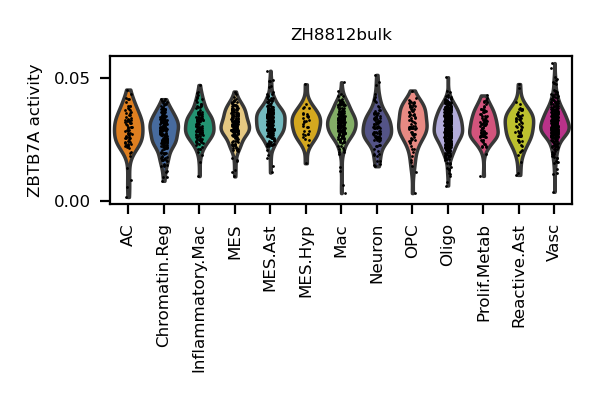 ZH8812bulk
ZBTB7A activity
0.05
0.00
AC
Chromatin.Reg
Inflammatory.Mac
MES
MES.Ast
MES.Hyp
Mac
Neuron
OPC
Oligo
Prolif.Metab
Reactive.Ast
Vasc